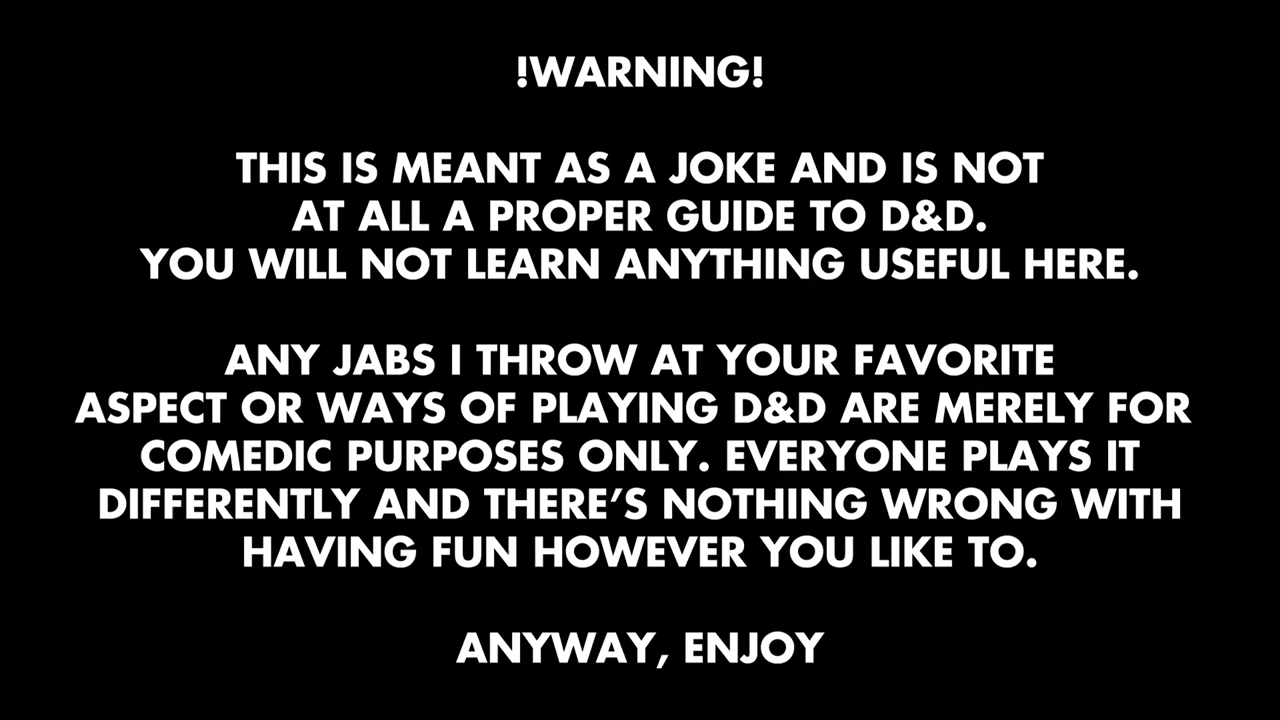 !WARNING!
THIS IS MEANT AS A JOKE AND IS NOT
AT ALL A PROPER GUIDE TO D&D.
YOU WILL NOT LEARN ANYTHING USEFUL HERE.
ANY JABS I THROW AT YOUR FAVORITE
ASPECT OR WAYS OF PLAYING D&D ARE MERELY FOR
COMEDIC PURPOSES ONLY. EVERYONE PLAYS IT
DIFFERENTLY AND THERE’S NOTHING WRONG WITH
HAVING FUN HOWEVER YOU LIKE TO.
ANYWAY, ENJOY